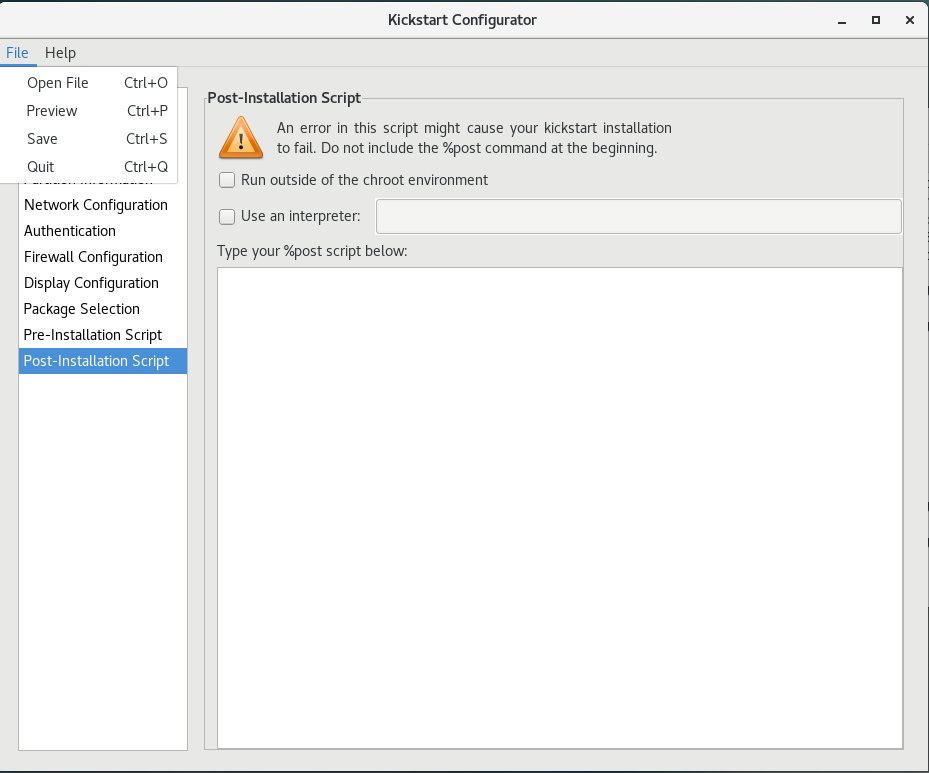 Kickstart Configurator
File Help
Open File Ctrl+O
Preview Ctrl+P
Save Ctrl+S
Quit Ctrl+Q
Network Configuration
Authentication
Firewall Configuration
Display Configuration
Package Selection
Pre-Installation Script
Post-Installation Script
Post-Installation Script
An error in this script might cause your kickstart installation
to fail. Do not include the %post command at the beginning.
Run outside of the chroot environment
Use an interpreter:
Type your %post script below: